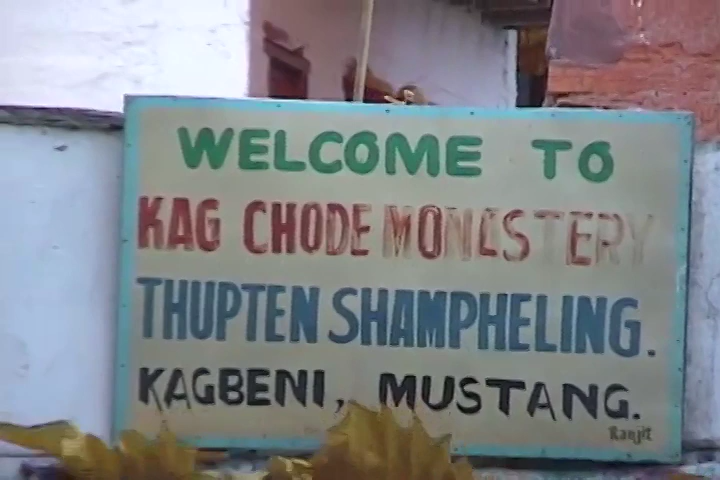 WELCOME TO
KAG CHODE MONESTERY
THUPTEN SHAMPHELING.
KAGBENI, MUSTANG.
Ranjit